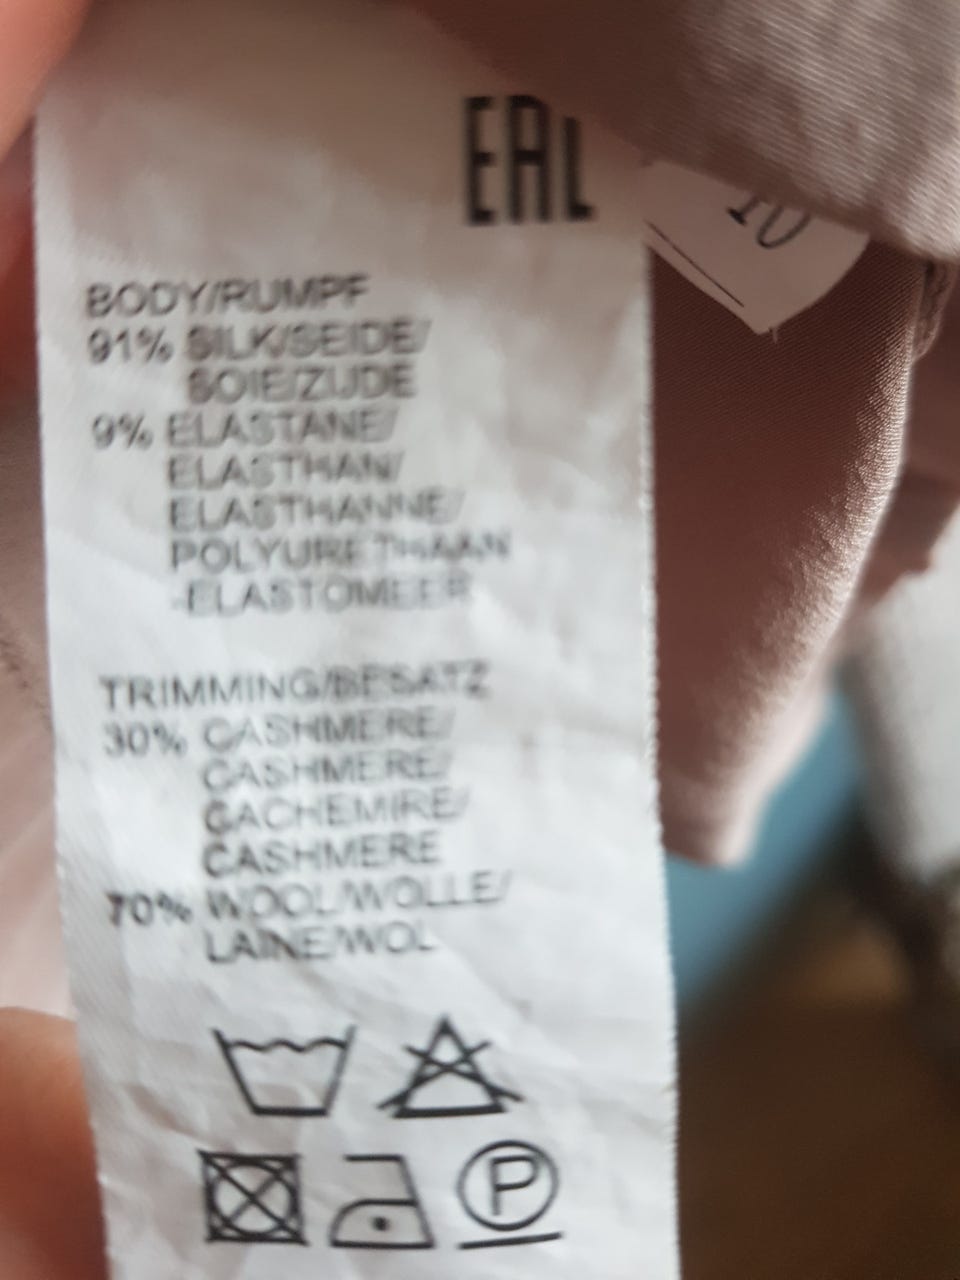 EAC
10
BODY/RUMPF
91% SILK/SEIDE/
SOIE/ZIJDE
9% ELASTANE/
ELASTHAN/
ELASTHANNE/
POLYURETHAAN
-ELASTOMEER
TRIMMING/BESATZ
30% CASHMERE/
CASHMERE/
CACHEMIRE/
CASHMERE
70% WOOL/WOLLE/
LAINE/WOL
P